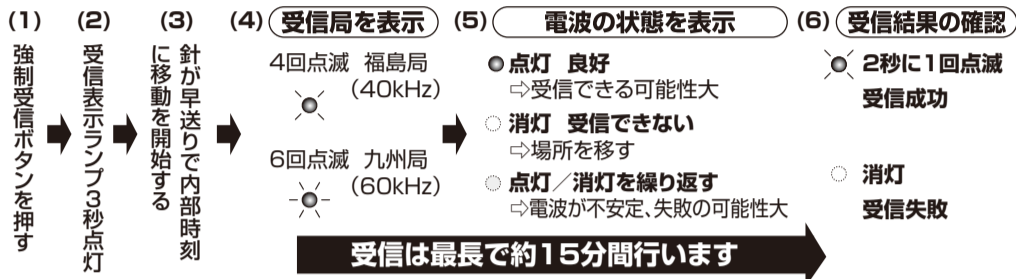 (1)
強制受信ボタンを押す
(2)
受信表示ランプ3秒点灯
(3)
針が早送りで内部時刻
に移動を開始する
(4) 受信局を表示
4回点滅 福島局
(40kHz)
6回点滅 九州局
(60kHz)
(5) 電波の状態を表示
点灯 良好
⇨受信できる可能性大
消灯 受信できない
⇨場所を移す
点灯/消灯を繰り返す
⇨電波が不安定、失敗の可能性大
(6) 受信結果の確認
2秒に1回点滅
受信成功
消灯
受信失敗
受信は最長で約15分間行います